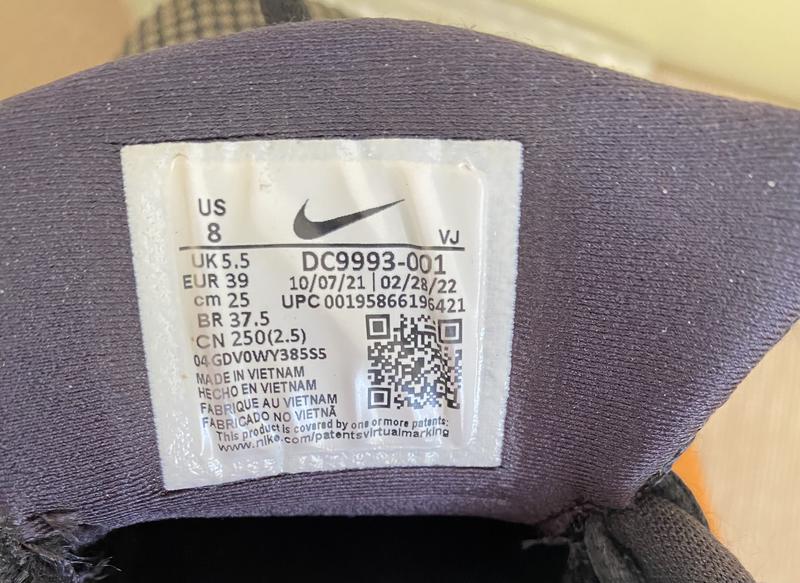 US
8
VJ
UK 5.5
DC9993-001
EUR 39
10/07/21 | 02/28/22
cm 25
UPC 00195866196421
BR 37.5
CN 250(2.5)
04GDV0WY385S5
MADE IN VIETNAM
HECHO EN VIETNAM
FABRIQUE AU VIETNAM
FABRICADO NO VIETNÃ
This product is covered by one or more patents:
www.nike.com/patentsvirtualmarking